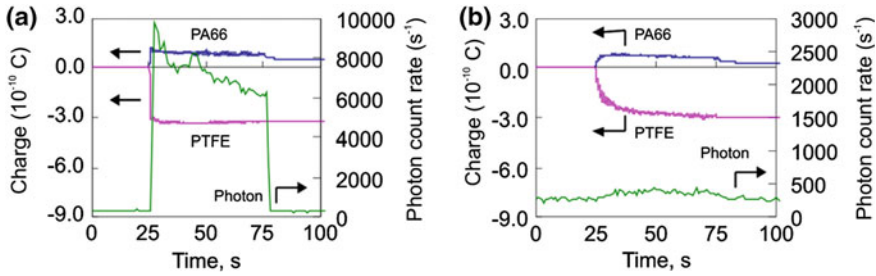 (a)
Charge (10⁻¹⁰ C)
3.0
0.0
-3.0
-6.0
-9.0
PA66
PTFE
Photon
10000
8000
6000
4000
2000
0
Photon count rate (s⁻¹)
0 25 50 75 100
Time, s
(b)
Charge (10⁻¹⁰ C)
3.0
0.0
-3.0
-6.0
-9.0
PA66
PTFE
Photon
3000
2500
2000
1500
1000
500
0
Photon count rate (s⁻¹)
0 25 50 75 100
Time, s